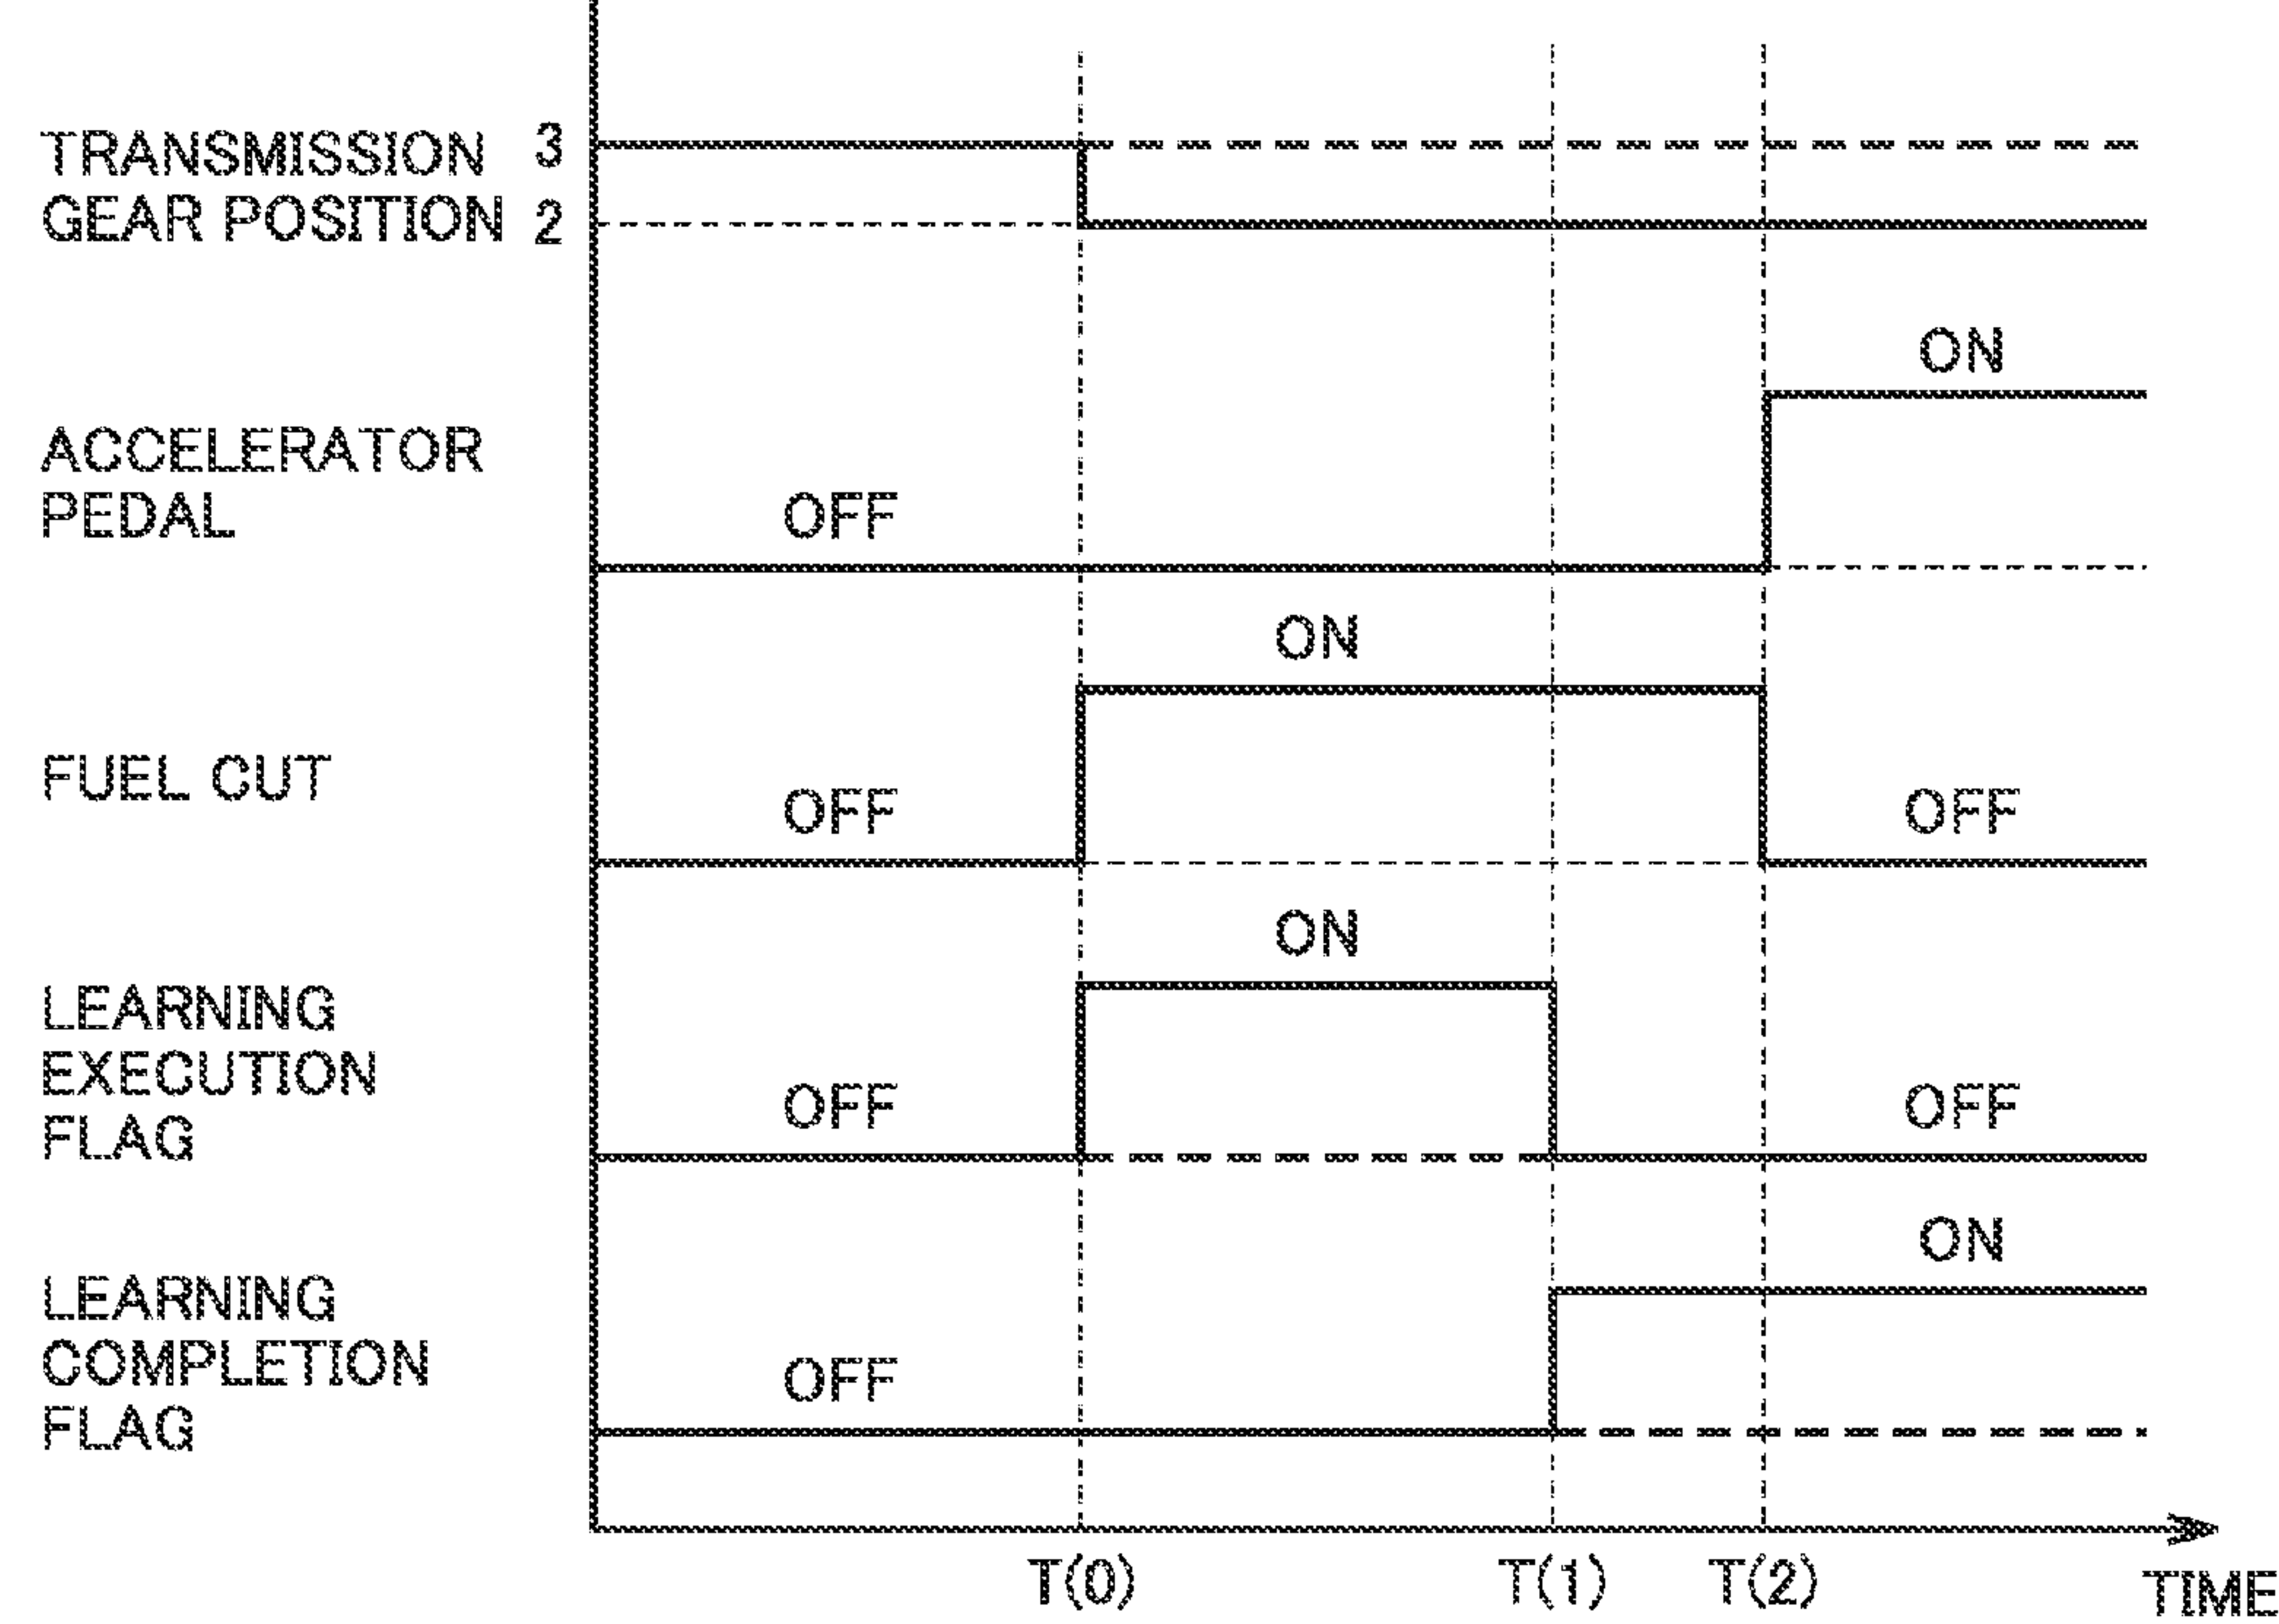 TRANSMISSION 3
GEAR POSITION 2
ON
ACCELERATOR
PEDAL
OFF
ON
FUEL CUT
OFF
OFF
ON
LEARNING
EXECUTION
FLAG
OFF
OFF
ON
LEARNING
COMPLETION
FLAG
OFF
T(0)
T(1)
T(2)
TIME